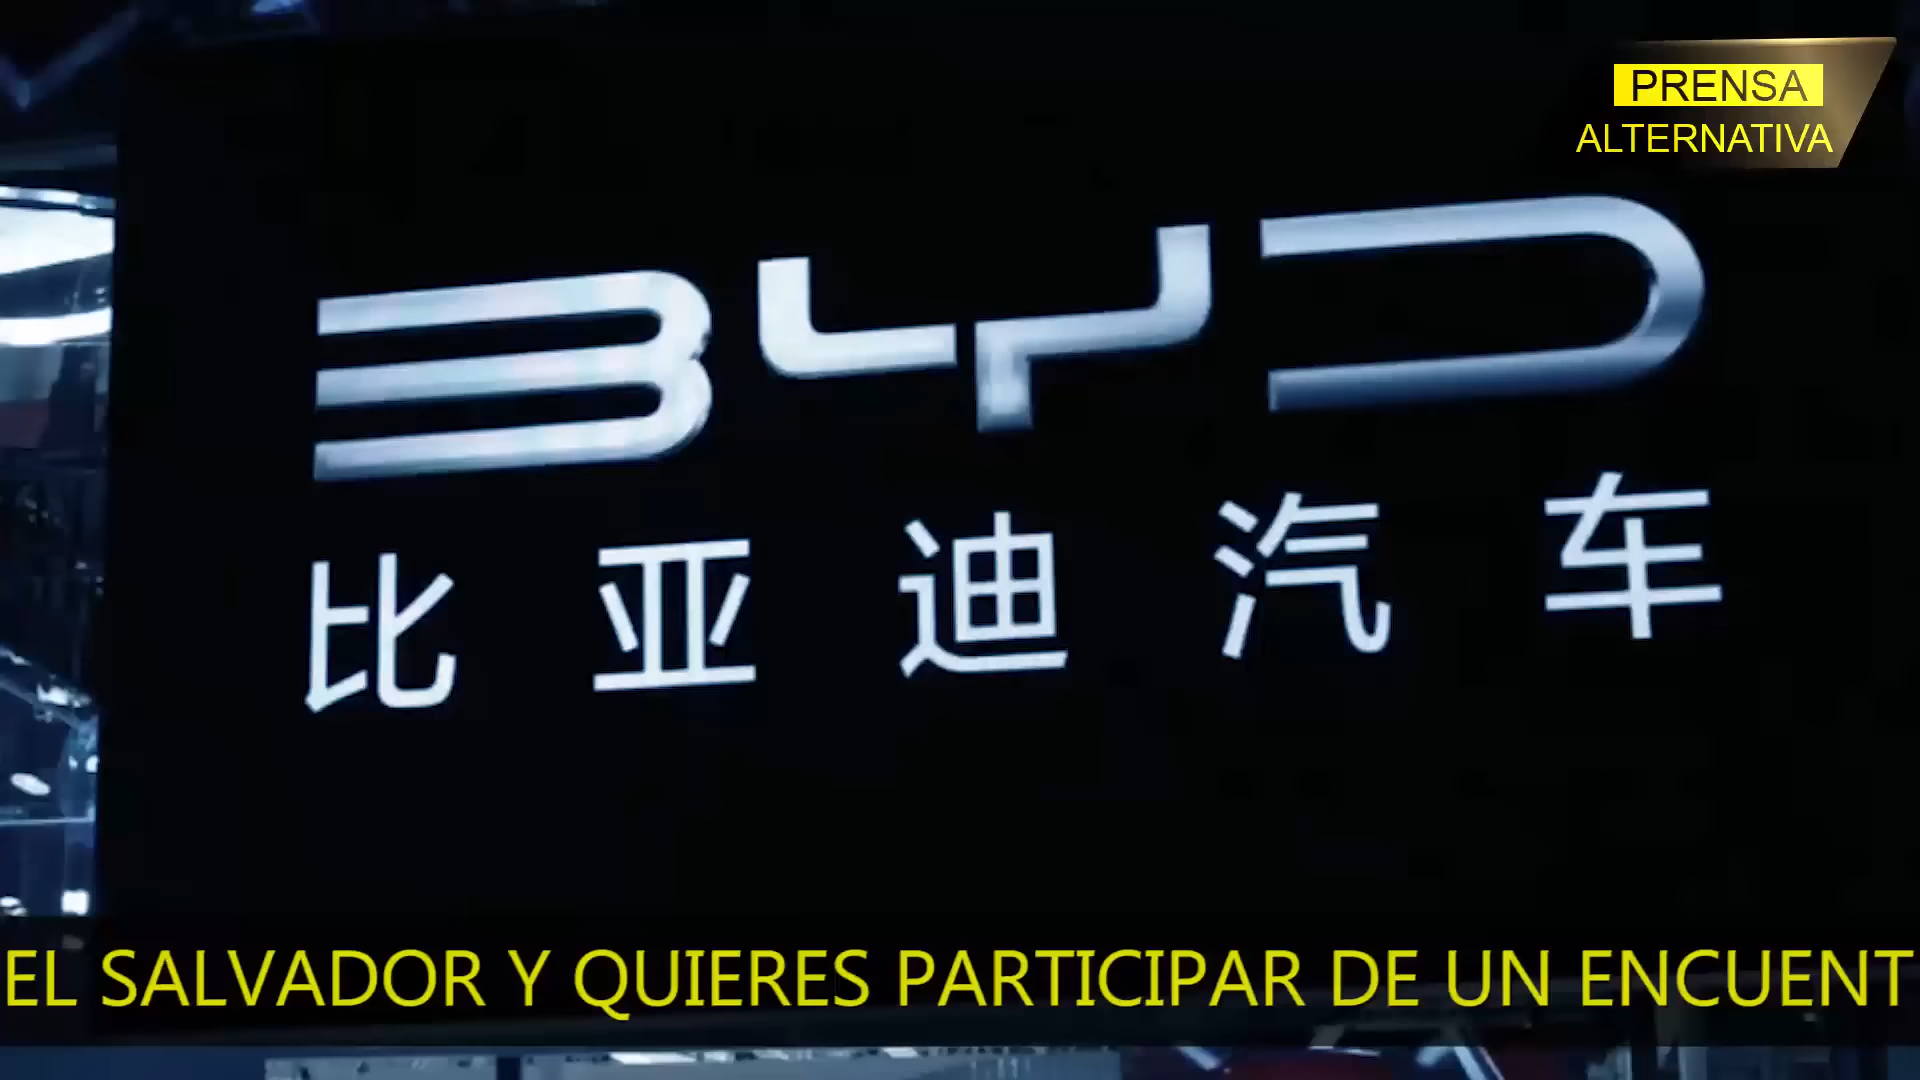 PRENSA
ALTERNATIVA
BYD
比亚迪汽车
EL SALVADOR Y QUIERES PARTICIPAR DE UN ENCUENT